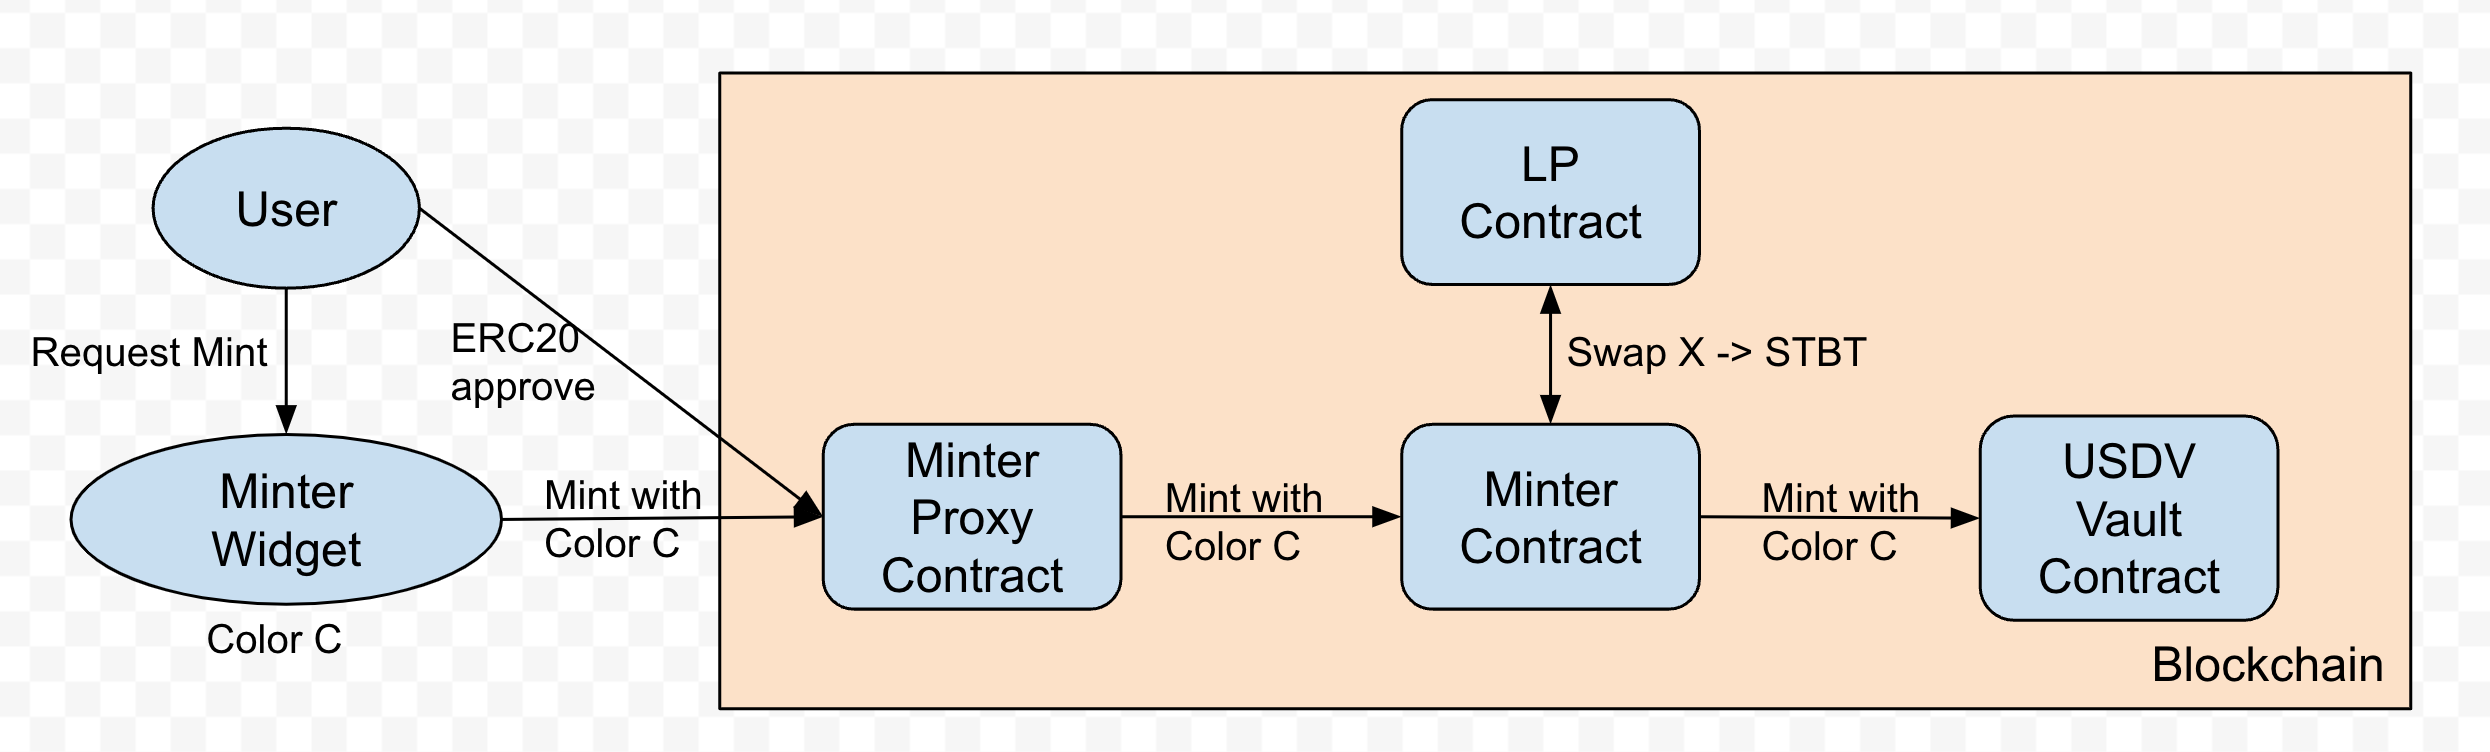 User
Request Mint
ERC20
approve
Minter
Widget
Color C
Mint with
Color C
LP
Contract
Swap X -> STBT
Minter
Proxy
Contract
Mint with
Color C
Minter
Contract
Mint with
Color C
USDV
Vault
Contract
Blockchain